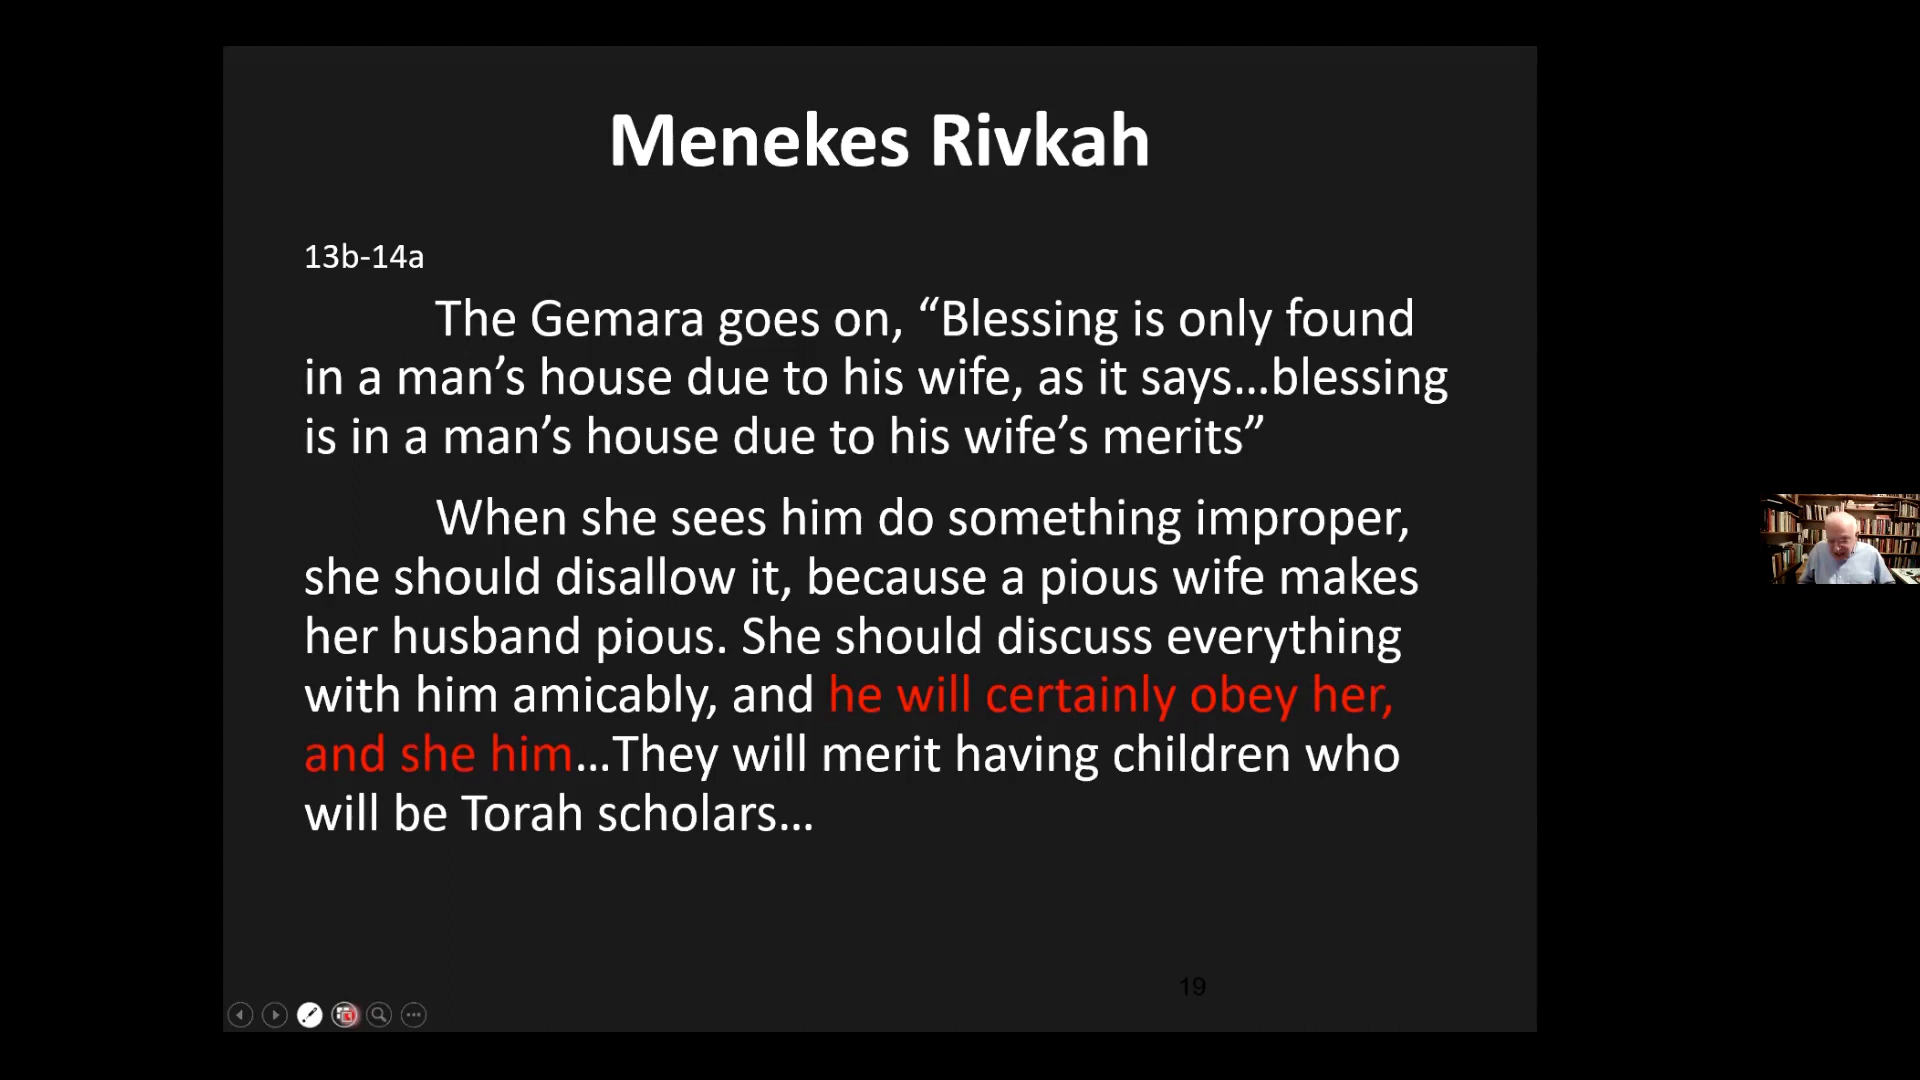 Menekes Rivkah
13b-14a
The Gemara goes on, “Blessing is only found
in a man’s house due to his wife, as it says…blessing
is in a man’s house due to his wife’s merits”
When she sees him do something improper,
she should disallow it, because a pious wife makes
her husband pious. She should discuss everything
with him amicably, and he will certainly obey her,
and she him…They will merit having children who
will be Torah scholars…
19